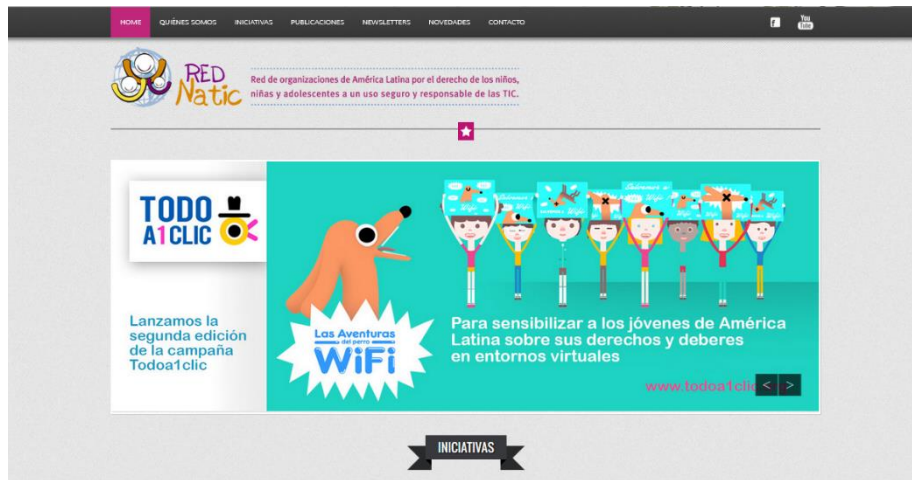 HOME QUIÉNES SOMOS INICIATIVAS PUBLICACIONES NEWSLETTERS NOVEDADES CONTACTO
f You Tube
RED
Natic
Red de organizaciones de América Latina por el derecho de los niños,
niñas y adolescentes a un uso seguro y responsable de las TIC.
TODO
A1CLIC
Lanzamos la
segunda edición
de la campaña
Todoa1clic
Las Aventuras
del perro
WiFi
Para sensibilizar a los jóvenes de América
Latina sobre sus derechos y deberes
en entornos virtuales
www.todoa1clic
< >
INICIATIVAS